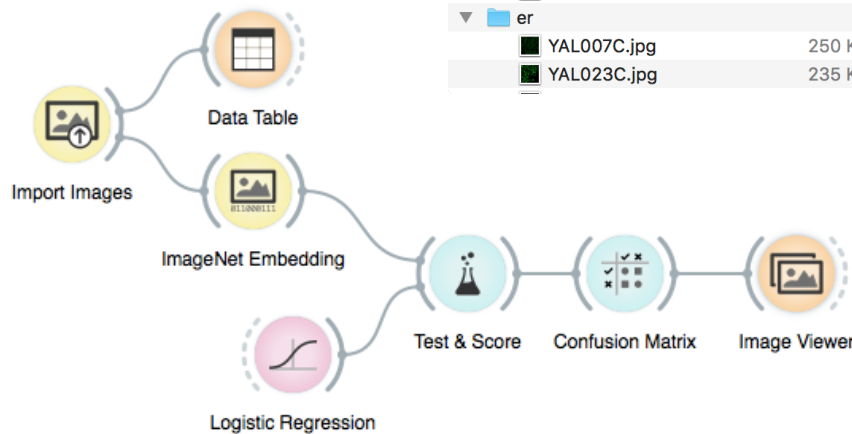 er
YAL007C.jpg 250 K
YAL023C.jpg 235 K
Data Table
Import Images
011000111
ImageNet Embedding
Test & Score
Confusion Matrix
Image Viewer
Logistic Regression